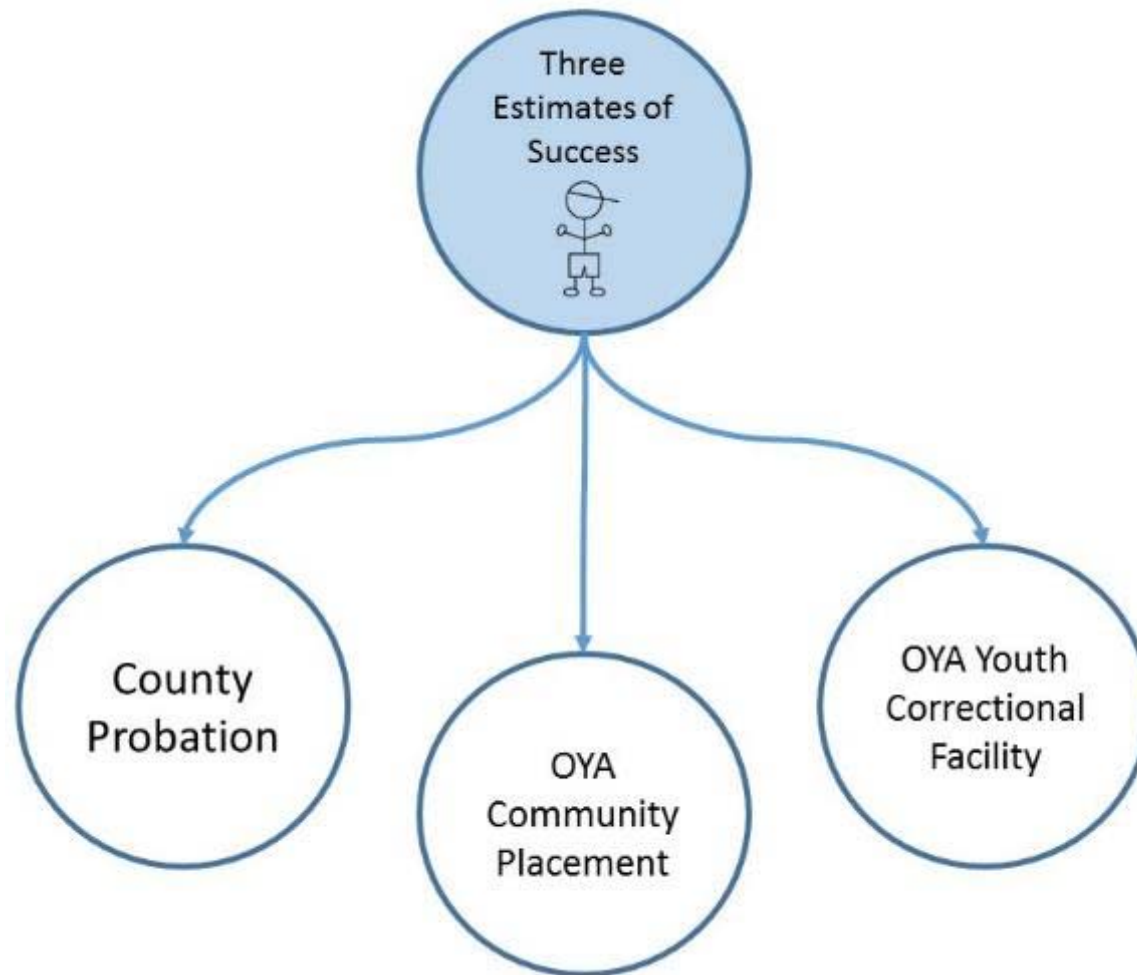 Three
Estimates of
Success
County
Probation
OYA
Community
Placement
OYA Youth
Correctional
Facility